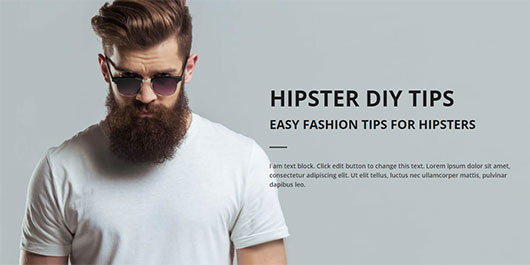 HIPSTER DIY TIPS
EASY FASHION TIPS FOR HIPSTERS
I am text block. Click edit button to change this text. Lorem ipsum dolor sit amet,
consectetur adipiscing elit. Ut elit tellus, luctus nec ullamcorper mattis, pulvinar
dapibus leo.